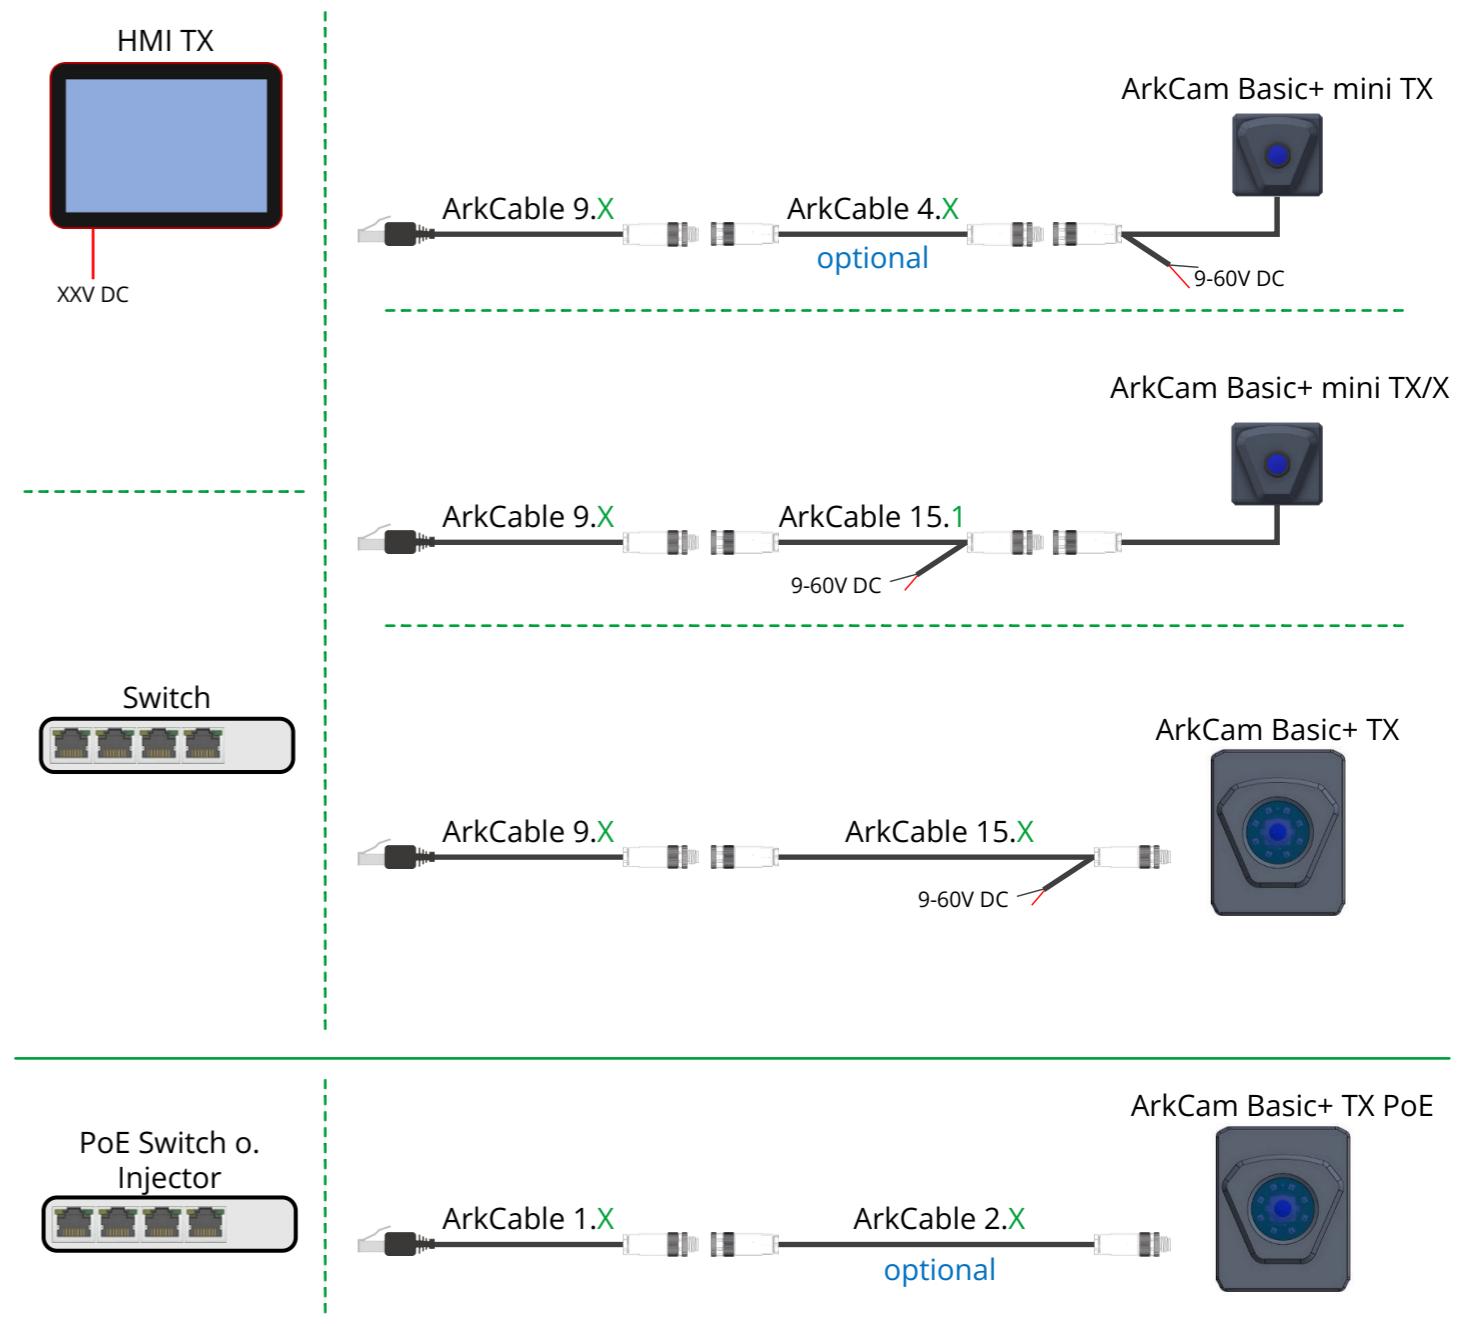 HMI TX
XXV DC
ArkCam Basic+ mini TX
ArkCable 9.X
ArkCable 4.X
optional
9-60V DC
ArkCam Basic+ mini TX/X
ArkCable 9.X
ArkCable 15.1
9-60V DC
Switch
ArkCam Basic+ TX
ArkCable 9.X
ArkCable 15.X
9-60V DC
PoE Switch o.
Injector
ArkCam Basic+ TX PoE
ArkCable 1.X
ArkCable 2.X
optional